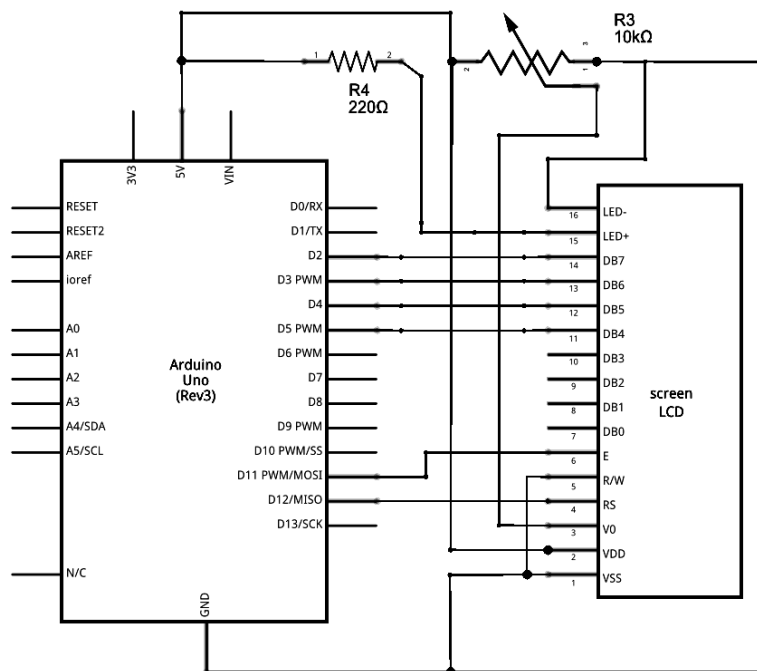 R3
10kΩ
1
2
R4
220Ω
2
3
1
3V3
5V
VIN
RESET
RESET2
AREF
ioref
A0
A1
A2
A3
A4/SDA
A5/SCL
N/C
Arduino
Uno
(Rev3)
D0/RX
D1/TX
D2
D3 PWM
D4
D5 PWM
D6 PWM
D7
D8
D9 PWM
D10 PWM/SS
D11 PWM/MOSI
D12/MISO
D13/SCK
GND
16 LED-
15 LED+
14 DB7
13 DB6
12 DB5
11 DB4
10 DB3
9 DB2
8 DB1
7 DB0
6 E
5 R/W
4 RS
3 V0
2 VDD
1 VSS
screen
LCD